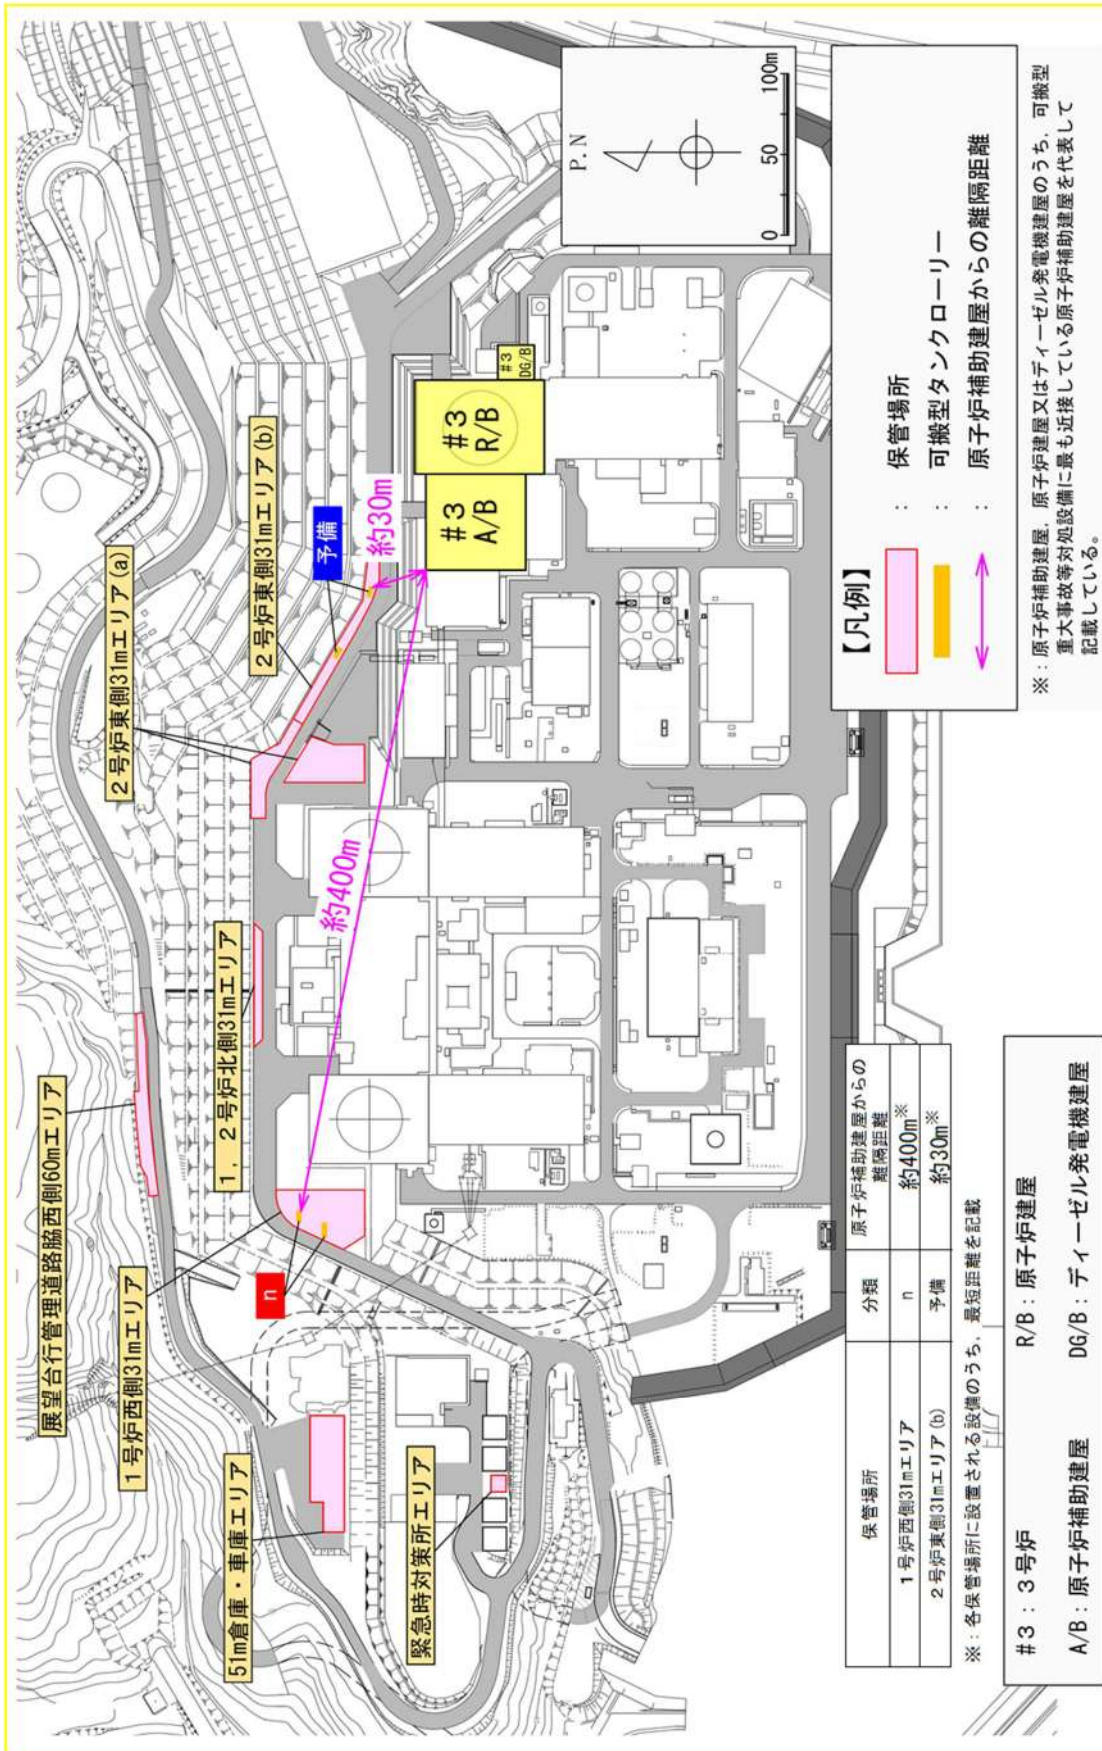 展望台行管理道路脇西側60mエリア
1号炉西側31mエリア
51m倉庫・車庫エリア
緊急時対策所エリア
1,2号炉北側31mエリア
2号炉東側31mエリア(a)
2号炉東側31mエリア(b)
n
予備
約400m
約30m
#3
A/B
#3
R/B
#3
DG/B
P.N
0 50 100m
【凡例】
: 保管場所
: 可搬型タンクローリー
: 原子炉補助建屋からの離隔距離
※:原子炉補助建屋,原子炉建屋又はディーゼル発電機建屋のうち,可搬型
重大事故等対処設備に最も近接している原子炉補助建屋を代表して
記載している。
保管場所 分類 原子炉補助建屋からの
離隔距離
1号炉西側31mエリア n 約400m※
2号炉東側31mエリア(b) 予備 約30m※
※:各保管場所に設置される設備のうち,最短距離を記載
#3:3号炉 R/B:原子炉建屋
A/B:原子炉補助建屋 DG/B:ディーゼル発電機建屋